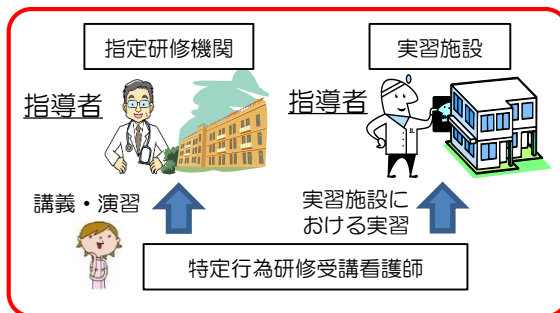 指定研修機関
実習施設
指導者
指導者
講義・演習
実習施設に
おける実習
特定行為研修受講看護師